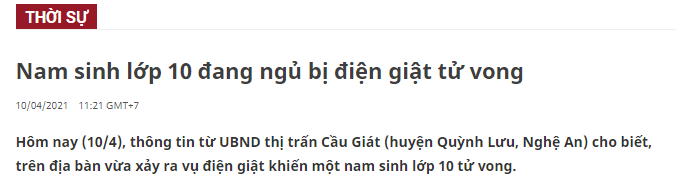 THỜI SỰ
Nam sinh lớp 10 đang ngủ bị điện giật tử vong
10/04/2021 11:21 GMT+7
Hôm nay (10/4), thông tin từ UBND thị trấn Cầu Giát (huyện Quỳnh Lưu, Nghệ An) cho biết,
trên địa bàn vừa xảy ra vụ điện giật khiến một nam sinh lớp 10 tử vong.